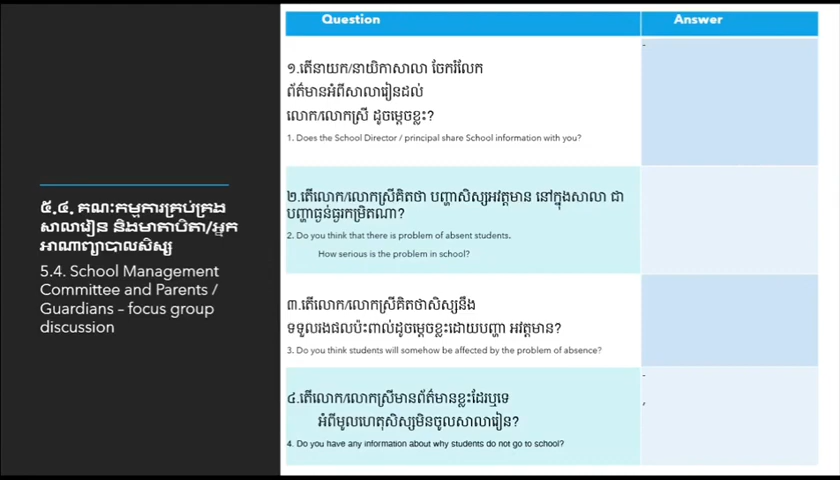 Question
Answer
១.តើនាយក/នាយិកាសាលា ចែករំលែក
ព័ត៌មានអំពីសាលារៀនដល់
លោក/លោកស្រី ដូចម្តេចខ្លះ?
1. Does the School Director / principal share School information with you?
២.តើលោក/លោកស្រីគិតថា បញ្ហាសិស្សអវត្តមាន នៅក្នុងសាលា ជា
បញ្ហាធ្ងន់ធ្ងរកម្រិតណា?
2. Do you think that there is problem of absent students.
How serious is the problem in school?
៣.តើលោក/លោកស្រីគិតថាសិស្សនឹង
ទទួលរងផលប៉ះពាល់ដូចម្តេចខ្លះដោយបញ្ហា អវត្តមាន?
3. Do you think students will somehow be affected by the problem of absence?
៤.តើលោក/លោកស្រីមានព័ត៌មានខ្លះដែរឬទេ
អំពីមូលហេតុសិស្សមិនចូលសាលារៀន?
4. Do you have any information about why students do not go to school?
៥.៤. គណៈកម្មការគ្រប់គ្រង
សាលារៀន និងមាតាបិតា/អ្នក
អាណាព្យាបាលសិស្ស
5.4. School Management
Committee and Parents /
Guardians – focus group
discussion